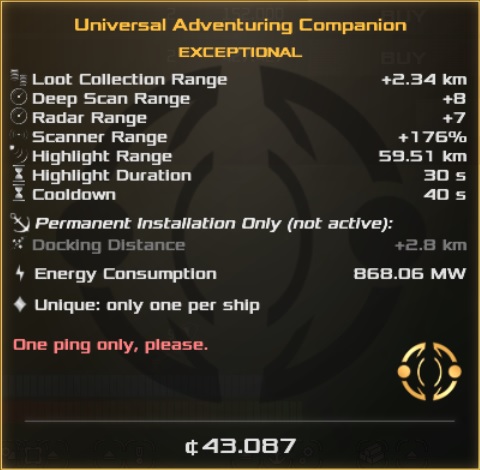 Universal Adventuring Companion
EXCEPTIONAL
Loot Collection Range +2.34 km
Deep Scan Range +8
Radar Range +7
Scanner Range +176%
Highlight Range 59.51 km
Highlight Duration 30 s
Cooldown 40 s
Permanent Installation Only (not active):
Docking Distance +2.8 km
Energy Consumption 868.06 MW
Unique: only one per ship
One ping only, please.
¢43.087